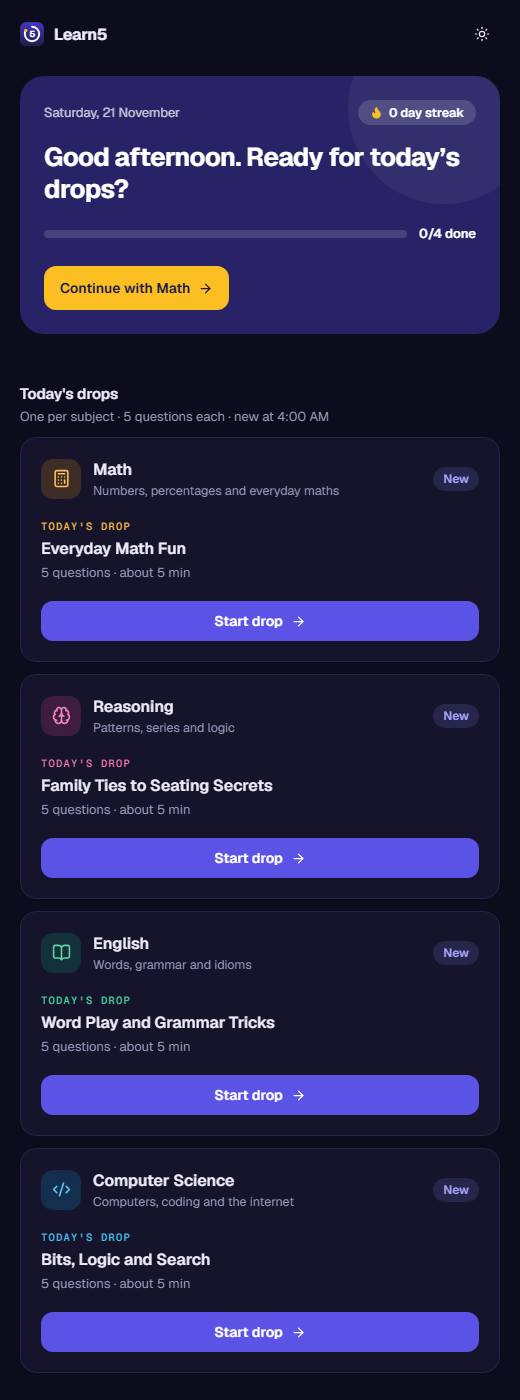 5 Learn5
Saturday, 21 November
0 day streak
Good afternoon. Ready for today’s
drops?
0/4 done
Continue with Math
Today's drops
One per subject · 5 questions each · new at 4:00 AM
Math
New
Numbers, percentages and everyday maths
TODAY'S DROP
Everyday Math Fun
5 questions · about 5 min
Start drop
Reasoning
New
Patterns, series and logic
TODAY'S DROP
Family Ties to Seating Secrets
5 questions · about 5 min
Start drop
English
New
Words, grammar and idioms
TODAY'S DROP
Word Play and Grammar Tricks
5 questions · about 5 min
Start drop
Computer Science
New
Computers, coding and the internet
TODAY'S DROP
Bits, Logic and Search
5 questions · about 5 min
Start drop